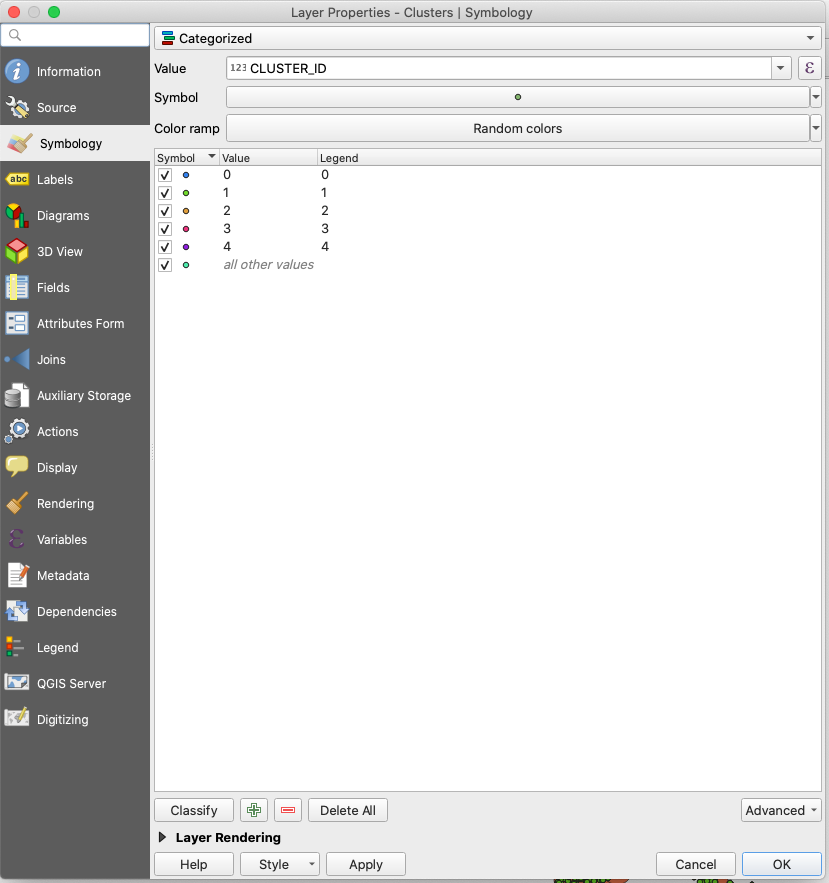 Layer Properties - Clusters | Symbology
Information
Source
Symbology
abc Labels
Diagrams
3D View
Fields
Attributes Form
Joins
Auxiliary Storage
Actions
Display
Rendering
Variables
Metadata
Dependencies
Legend
QGIS Server
Digitizing
Categorized
Value 123 CLUSTER_ID ε
Symbol
Color ramp Random colors
Symbol Value Legend
0 0
1 1
2 2
3 3
4 4
all other values
Classify Delete All Advanced
Layer Rendering
Help Style Apply Cancel OK